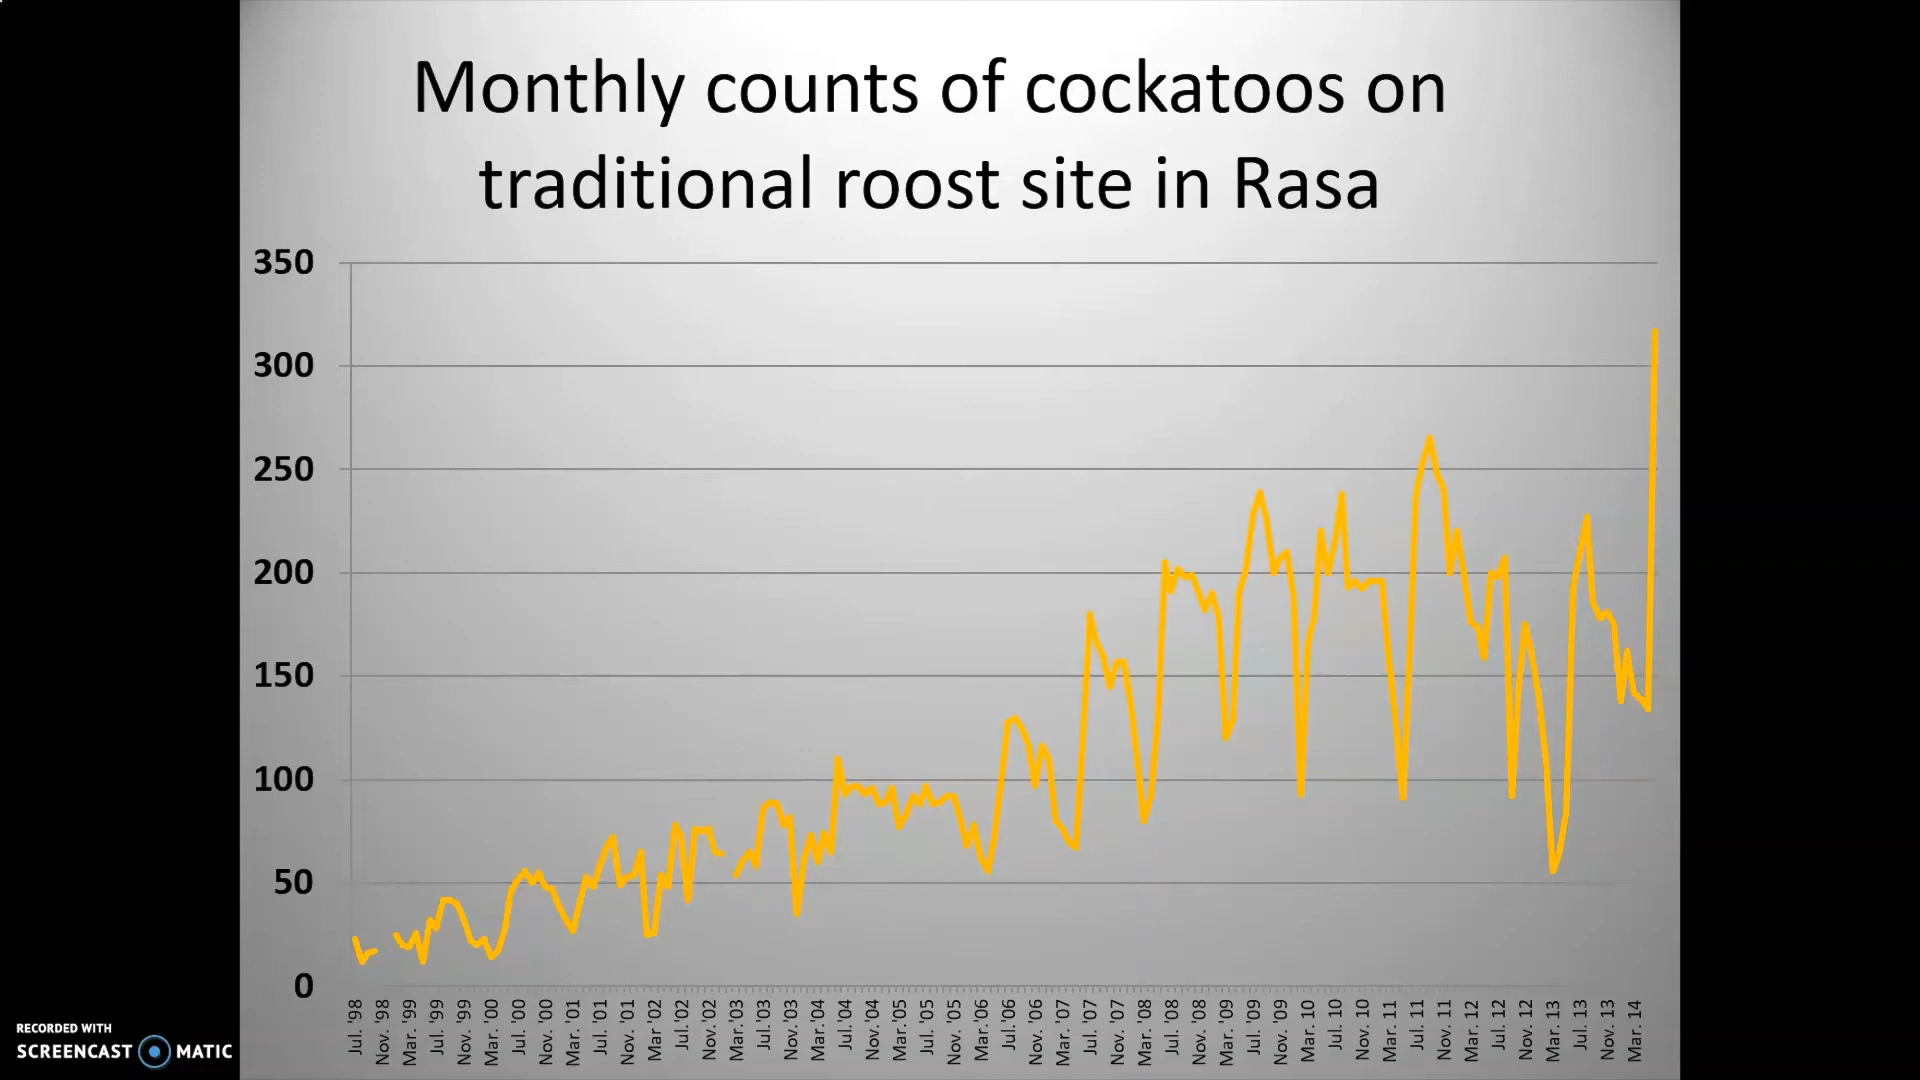 Monthly counts of cockatoos on
traditional roost site in Rasa
350
300
250
200
150
100
50
0
Jul. '98
Nov. '98
Mar. '99
Jul. '99
Nov. '99
Mar. '00
Jul. '00
Nov. '00
Mar. '01
Jul. '01
Nov. '01
Mar '02
Jul. '02
Nov. '02
Mar. '03
Jul. '03
Nov. '03
Mar. '04
Jul. '04
Nov. '04
Mar. '05
Jul. '05
Nov. '05
Mar. '06
Jul. '06
Nov. '06
Mar. '07
Jul. '07
Nov. '07
Mar. '08
Jul. '08
Nov. '08
Mar. '09
Jul. '09
Nov. '09
Mar. 10
Jul. 10
Nov. 10
Mar. 11
Jul. 11
Nov. 11
Mar. 12
Jul. 12
Nov. 12
Mar. 13
Jul. 13
Nov. 13
Mar. 14
RECORDED WITH
SCREENCAST MATIC